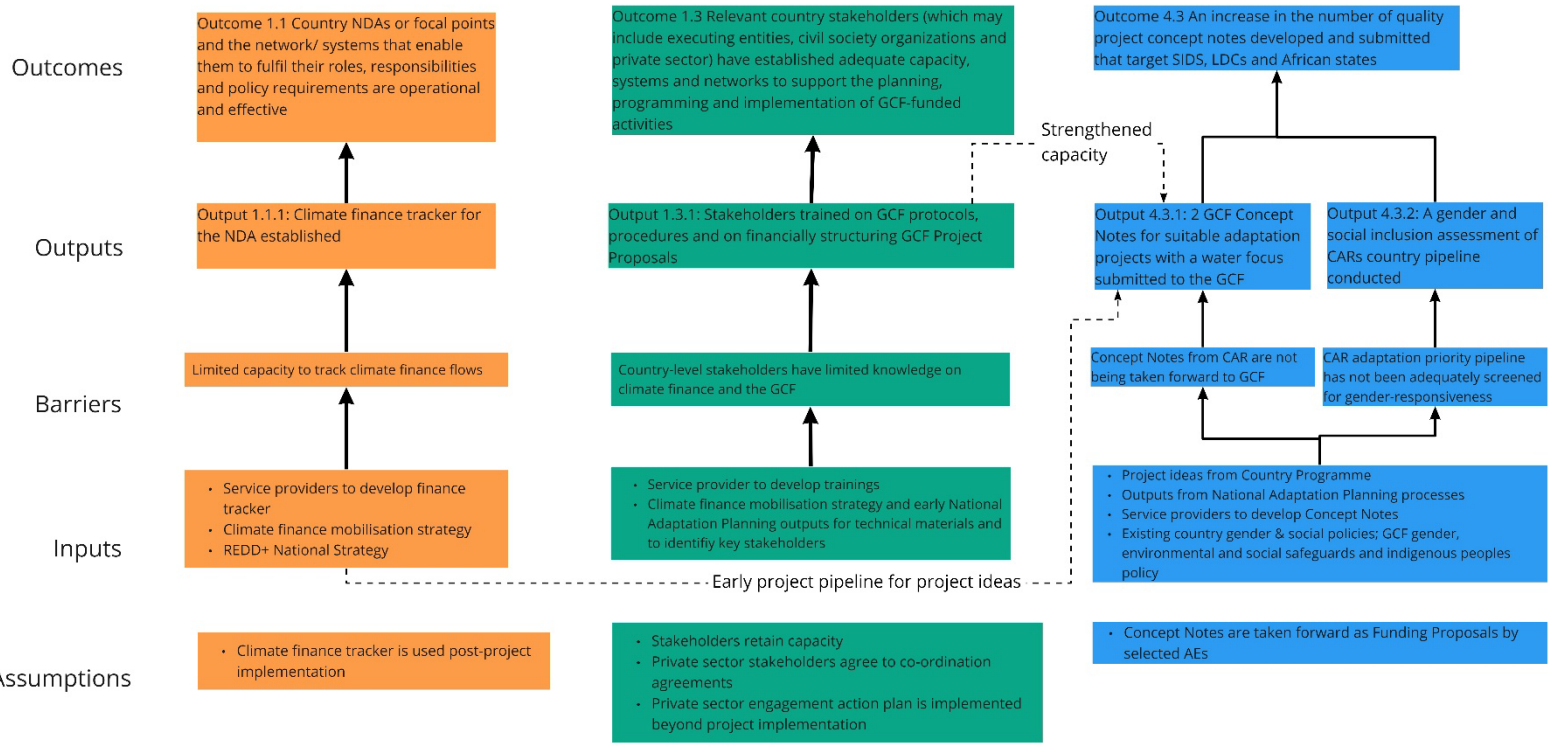 Outcomes
Outcome 1.1 Country NDAs or focal points
and the network/ systems that enable
them to fulfil their roles, responsibilities
and policy requirements are operational
and effective
Outcome 1.3 Relevant country stakeholders (which may
include executing entities, civil society organizations and
private sector) have established adequate capacity,
systems and networks to support the planning,
programming and implementation of GCF-funded
activities
Outcome 4.3 An increase in the number of quality
project concept notes developed and submitted
that target SIDS, LDCs and African states
Strengthened
capacity
Outputs
Output 1.1.1: Climate finance tracker for
the NDA established
Output 1.3.1: Stakeholders trained on GCF protocols,
procedures and on financially structuring GCF Project
Proposals
Output 4.3.1: 2 GCF Concept
Notes for suitable adaptation
projects with a water focus
submitted to the GCF
Output 4.3.2: A gender and
social inclusion assessment of
CARs country pipeline
conducted
Barriers
Limited capacity to track climate finance flows
Country-level stakeholders have limited knowledge on
climate finance and the GCF
Concept Notes from CAR are not
being taken forward to GCF
CAR adaptation priority pipeline
has not been adequately screened
for gender-responsiveness
Inputs
• Service providers to develop finance
tracker
• Climate finance mobilisation strategy
• REDD+ National Strategy
• Service provider to develop trainings
• Climate finance mobilisation strategy and early National
Adaptation Planning outputs for technical materials and
to identifiy key stakeholders
• Project ideas from Country Programme
• Outputs from National Adaptation Planning processes
• Service providers to develop Concept Notes
• Existing country gender & social policies; GCF gender,
environmental and social safeguards and indigenous peoples
policy
Early project pipeline for project ideas
Assumptions
• Climate finance tracker is used post-project
implementation
• Stakeholders retain capacity
• Private sector stakeholders agree to co-ordination
agreements
• Private sector engagement action plan is implemented
beyond project implementation
• Concept Notes are taken forward as Funding Proposals by
selected AEs